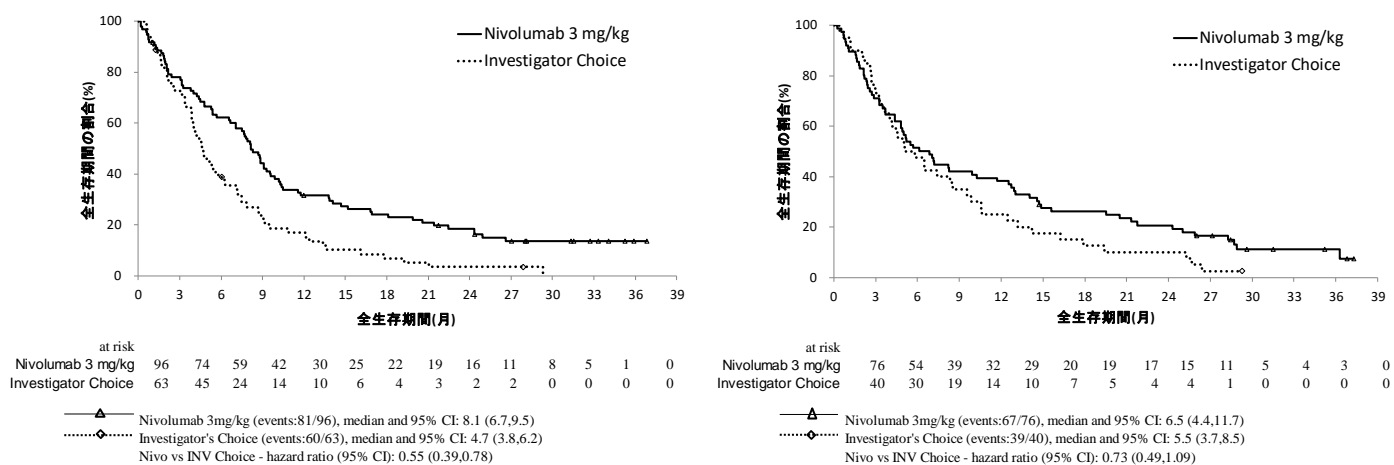 100
80
60
40
20
0
全生存期間の割合(%)
Nivolumab 3 mg/kg
Investigator Choice
0 3 6 9 12 15 18 21 24 27 30 33 36 39
全生存期間(月)
at risk
Nivolumab 3 mg/kg 96 74 59 42 30 25 22 19 16 11 8 5 1 0
Investigator Choice 63 45 24 14 10 6 4 3 2 2 0 0 0 0
Nivolumab 3mg/kg (events:81/96), median and 95% CI: 8.1 (6.7,9.5)
Investigator's Choice (events:60/63), median and 95% CI: 4.7 (3.8,6.2)
Nivo vs INV Choice - hazard ratio (95% CI): 0.55 (0.39,0.78)
100
80
60
40
20
0
全生存期間の割合(%)
Nivolumab 3 mg/kg
Investigator Choice
0 3 6 9 12 15 18 21 24 27 30 33 36 39
全生存期間(月)
at risk
Nivolumab 3 mg/kg 76 54 39 32 29 20 19 17 15 11 5 4 3 0
Investigator Choice 40 30 19 14 10 7 5 4 4 1 0 0 0 0
Nivolumab 3mg/kg (events:67/76), median and 95% CI: 6.5 (4.4,11.7)
Investigator's Choice (events:39/40), median and 95% CI: 5.5 (3.7,8.5)
Nivo vs INV Choice - hazard ratio (95% CI): 0.73 (0.49,1.09)